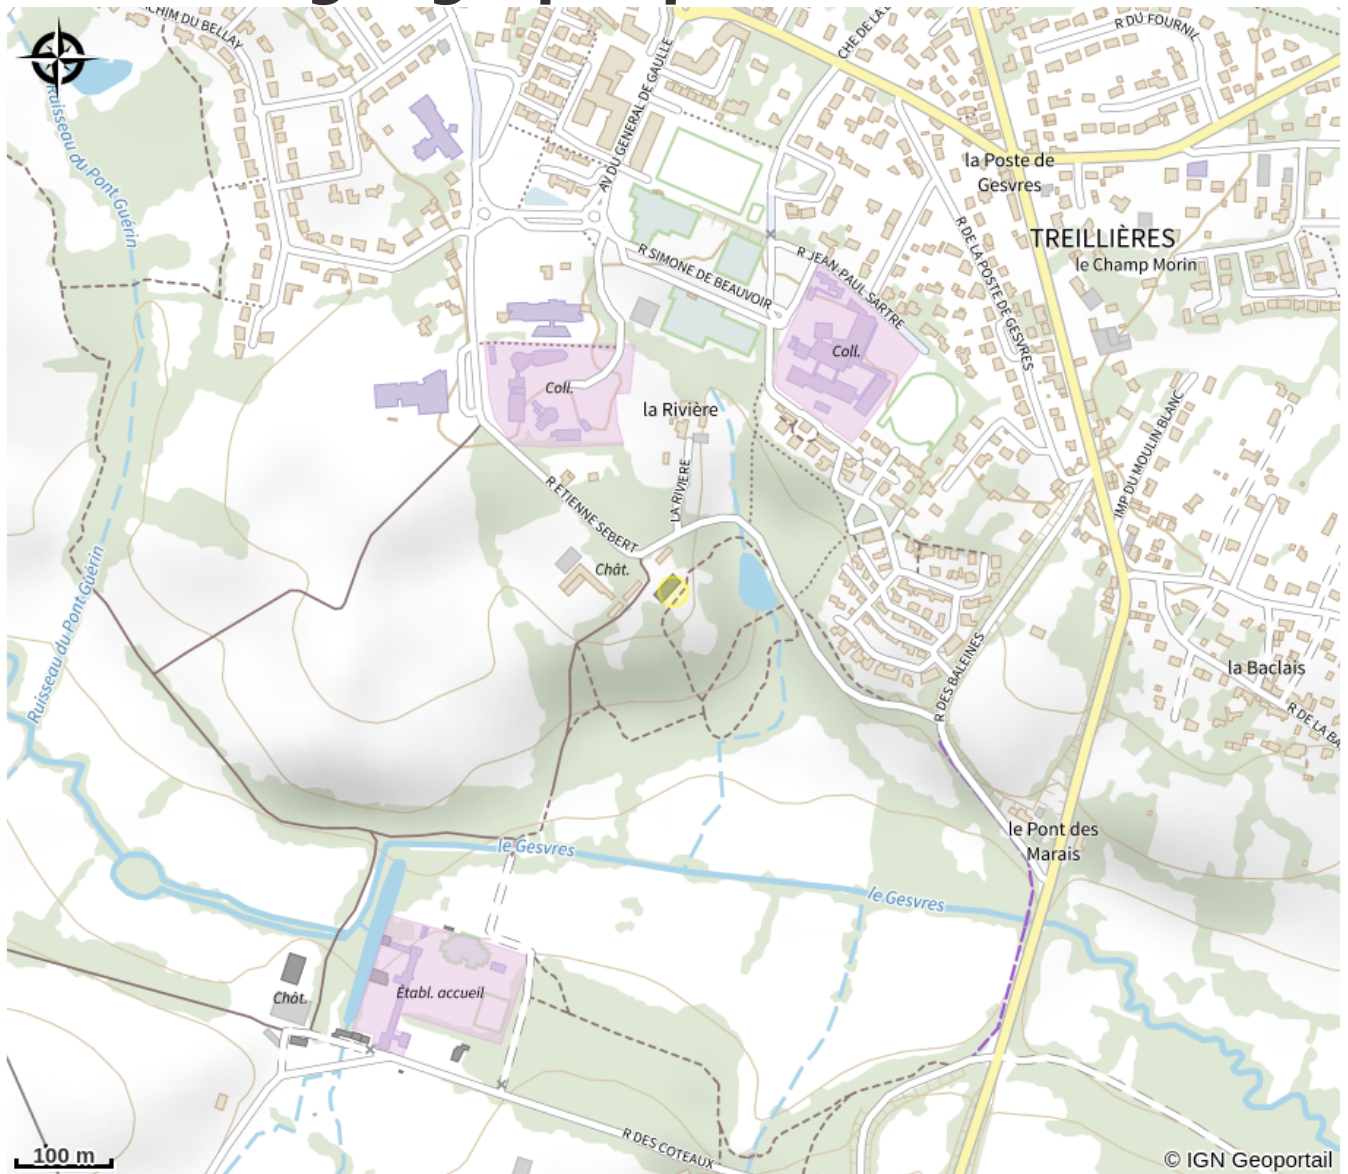 R DU FOURNIL
CHE DE LA
HIM DU BELLAY
AV DU GENERAL DE GAULLE
Ruisseau du Pont Guérin
la Poste de
Gesvres
TREILLIÈRES
le Champ Morin
R DE LA POSTE DE GESVRES
R SIMONE DE BEAUVOIR
R JEAN-PAUL SARTRE
Coll.
Coll.
la Rivière
IMP DU MOULIN BLANC
LA RIVIERE
R ETIENNE SEBERT
Chât.
Ruisseau du Pont Guérin
R DES BALEINES
la Baclais
R DE LA BA
le Pont des
Marais
le Gesvres
le Gesvres
Établ. accueil
Chât.
R DES COTEAUX
100 m
© IGN Geoportail